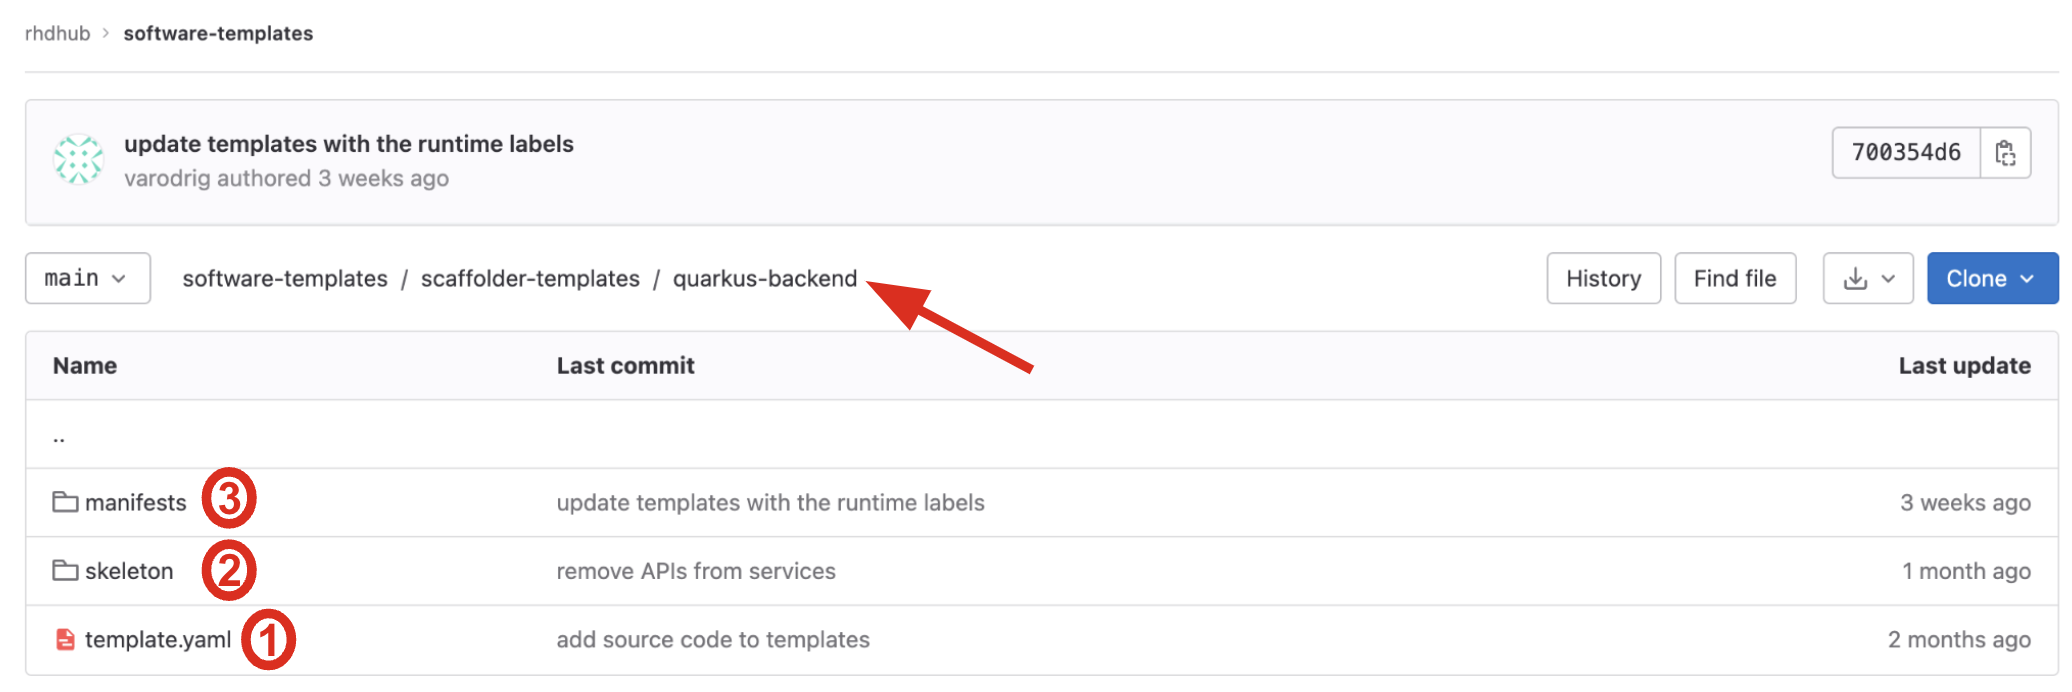 rhdhub > software-templates
update templates with the runtime labels
varodrig authored 3 weeks ago
700354d6
main software-templates / scaffolder-templates / quarkus-backend History Find file Clone
Name Last commit Last update
..
manifests 3 update templates with the runtime labels 3 weeks ago
skeleton 2 remove APIs from services 1 month ago
template.yaml 1 add source code to templates 2 months ago